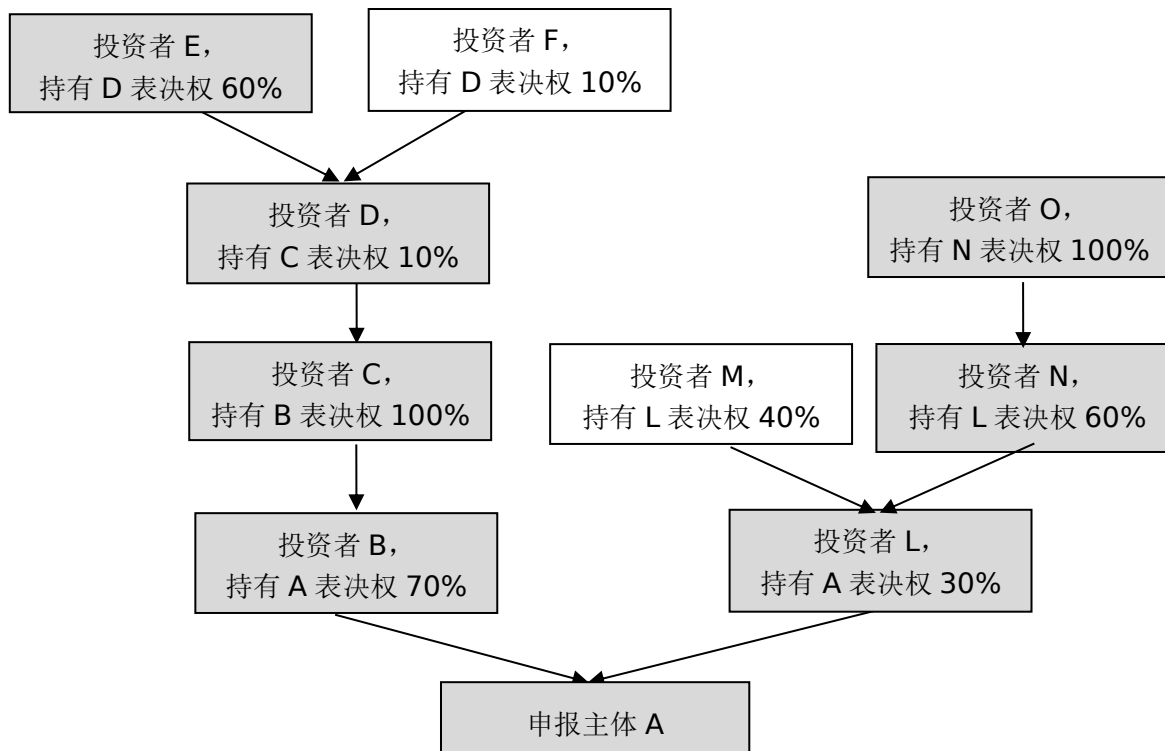 投资者 E，
持有 D 表决权 60%
投资者 F，
持有 D 表决权 10%
投资者 D，
持有 C 表决权 10%
投资者 O，
持有 N 表决权 100%
投资者 C，
持有 B 表决权 100%
投资者 M，
持有 L 表决权 40%
投资者 N，
持有 L 表决权 60%
投资者 B，
持有 A 表决权 70%
投资者 L，
持有 A 表决权 30%
申报主体 A